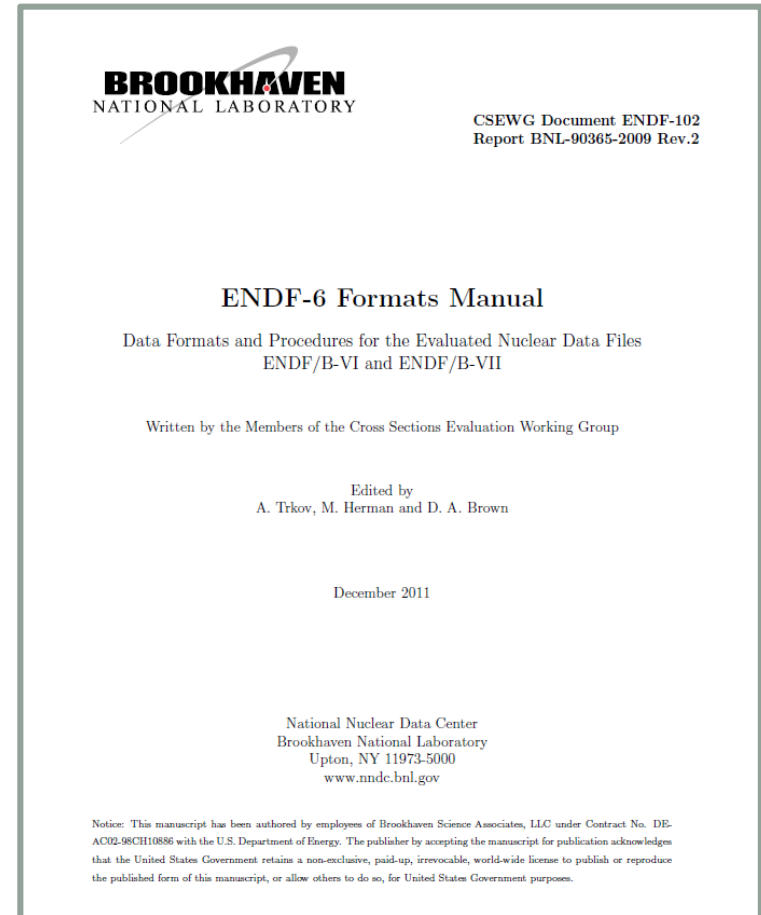 BROOKHAVEN
NATIONAL LABORATORY
CSEWG Document ENDF-102
Report BNL-90365-2009 Rev.2
ENDF-6 Formats Manual
Data Formats and Procedures for the Evaluated Nuclear Data Files
ENDF/B-VI and ENDF/B-VII
Written by the Members of the Cross Sections Evaluation Working Group
Edited by
A. Trkov, M. Herman and D. A. Brown
December 2011
National Nuclear Data Center
Brookhaven National Laboratory
Upton, NY 11973-5000
www.nndc.bnl.gov
Notice: This manuscript has been authored by employees of Brookhaven Science Associates, LLC under Contract No. DE-
AC02-98CH10886 with the U.S. Department of Energy. The publisher by accepting the manuscript for publication acknowledges
that the United States Government retains a non-exclusive, paid-up, irrevocable, world-wide license to publish or reproduce
the published form of this manuscript, or allow others to do so, for United States Government purposes.